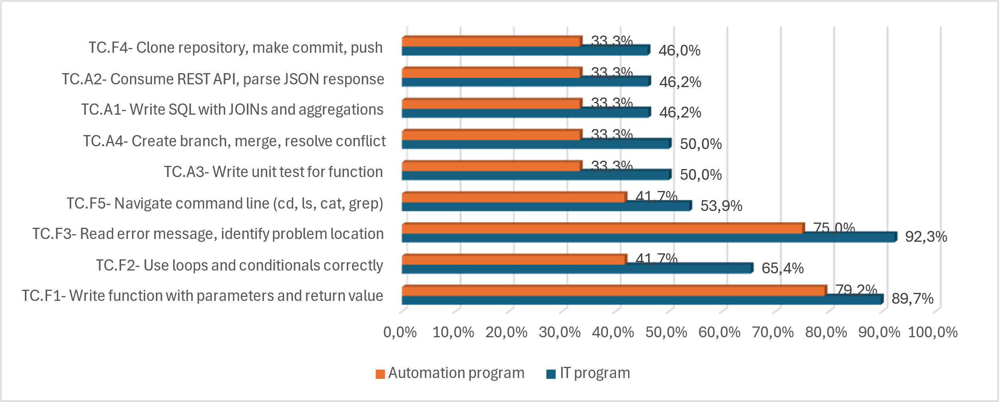 TC.F4- Clone repository, make commit, push
33,3%
46,0%
TC.A2- Consume REST API, parse JSON response
33,3%
46,2%
TC.A1- Write SQL with JOINs and aggregations
33,3%
46,2%
TC.A4- Create branch, merge, resolve conflict
33,3%
50,0%
TC.A3- Write unit test for function
33,3%
50,0%
TC.F5- Navigate command line (cd, ls, cat, grep)
41,7%
53,9%
TC.F3- Read error message, identify problem location
75,0%
92,3%
TC.F2- Use loops and conditionals correctly
41,7%
65,4%
TC.F1- Write function with parameters and return value
79,2%
89,7%
0,0% 10,0% 20,0% 30,0% 40,0% 50,0% 60,0% 70,0% 80,0% 90,0% 100,0%
Automation program IT program